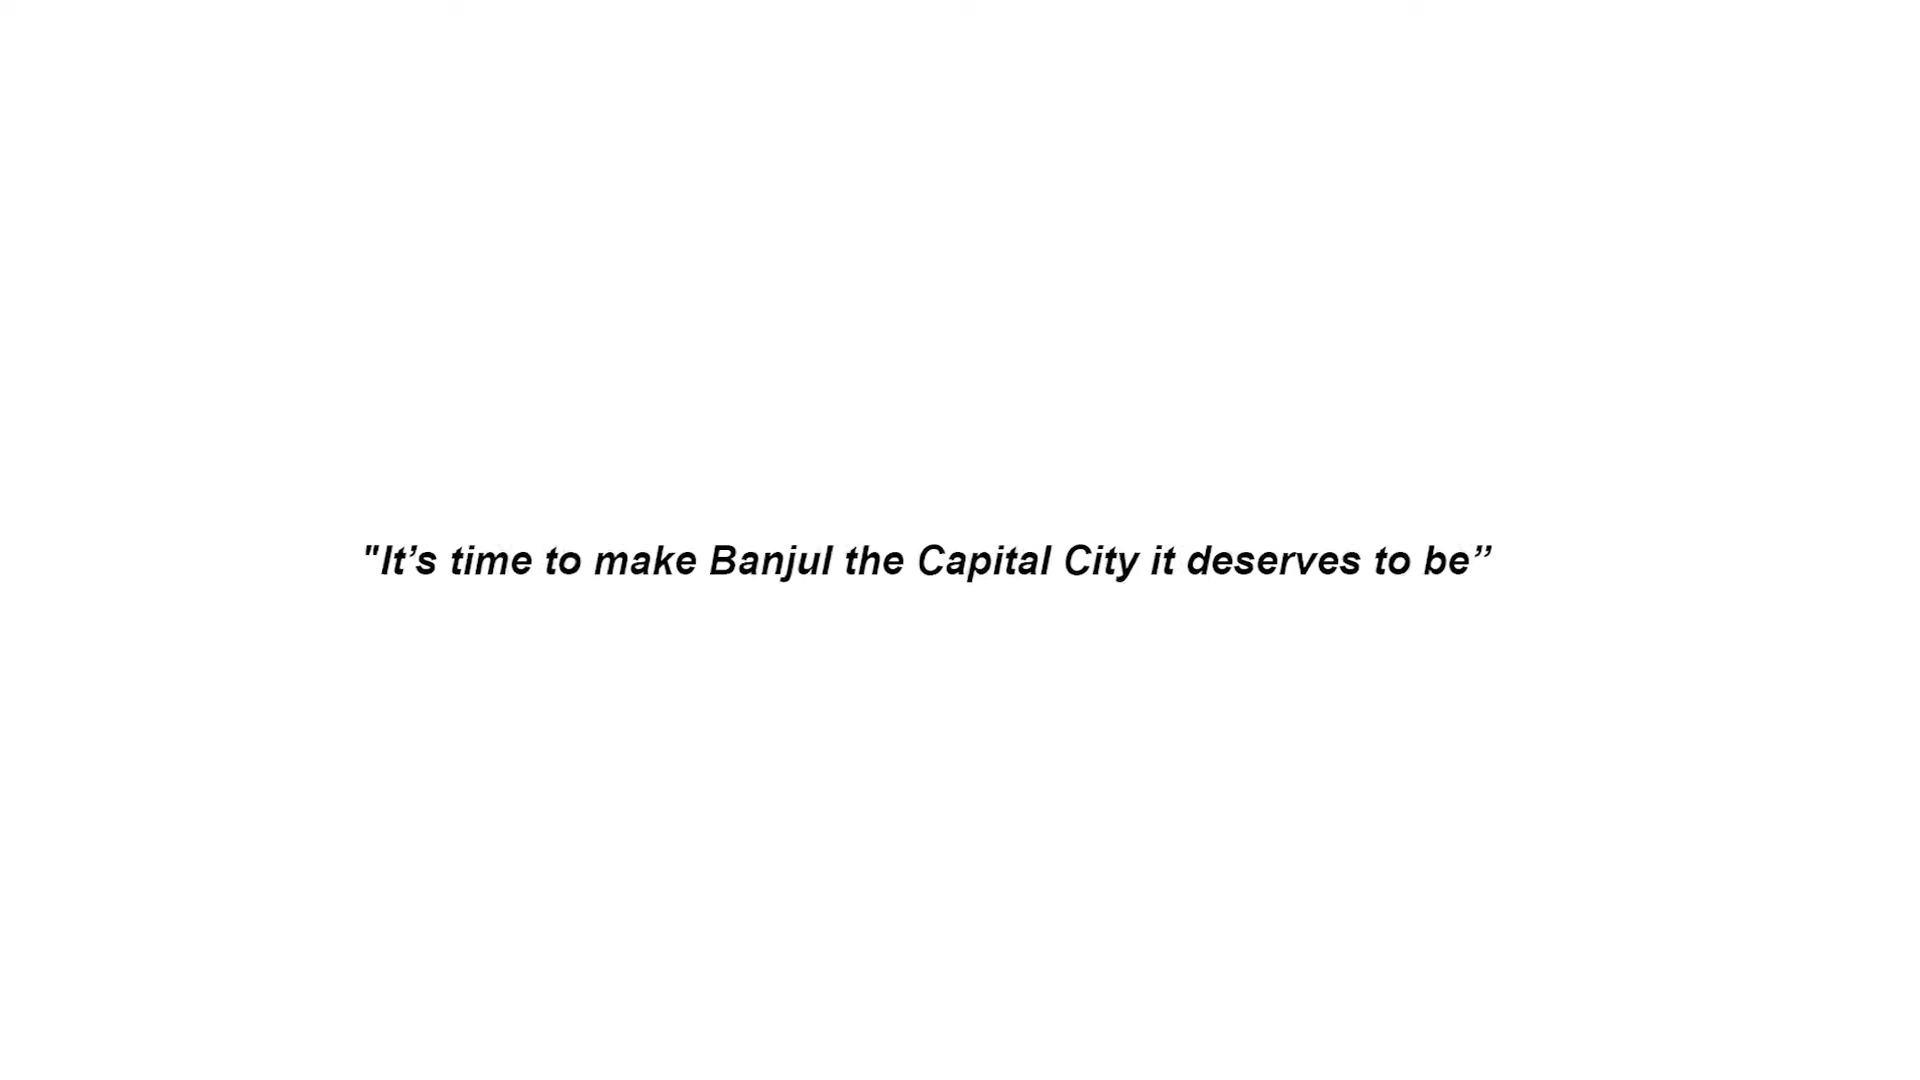 "It’s time to make Banjul the Capital City it deserves to be”